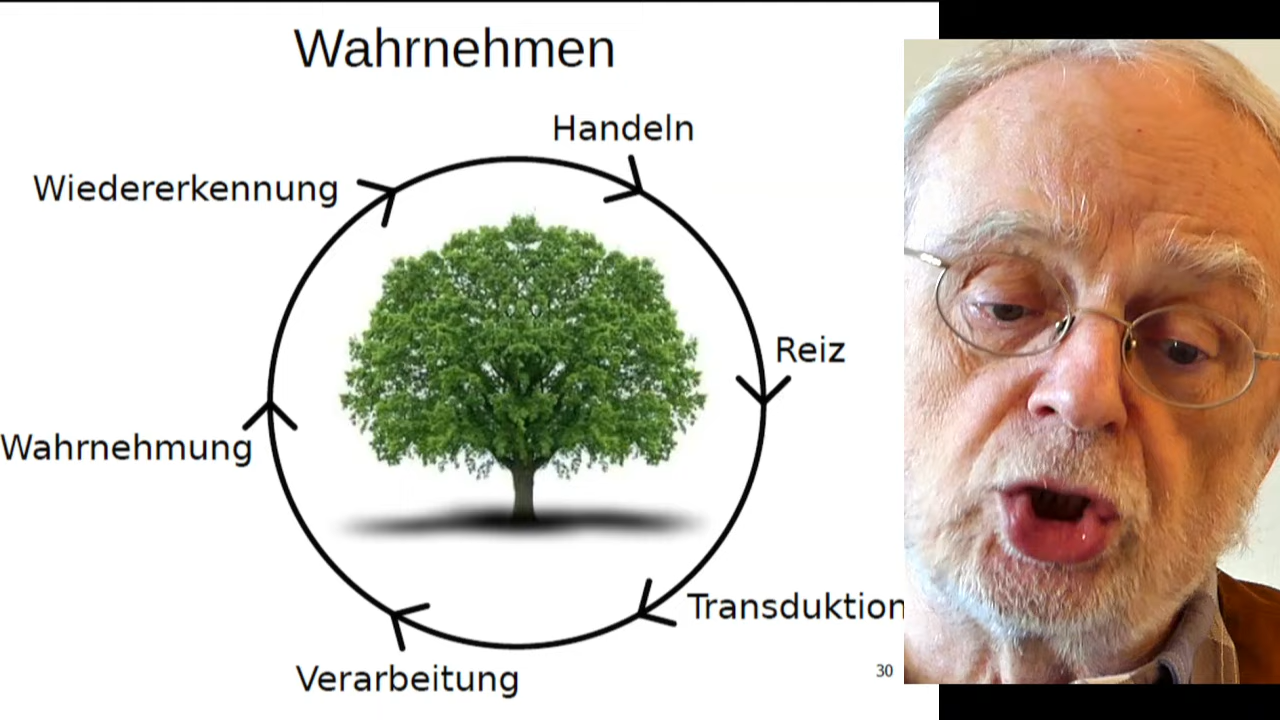 Wahrnehmen
Handeln
Wiedererkennung
Reiz
Wahrnehmung
Transduktion
Verarbeitung
30